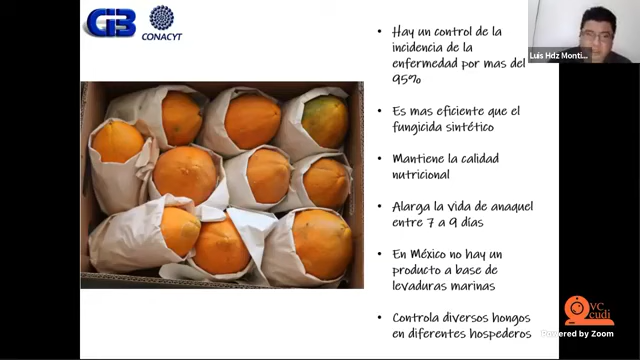 CIB
CONACYT
• Hay un control de la
incidencia de la
enfermedad por mas del
95%
• Es mas eficiente que el
fungicida sintético
• Mantiene la calidad
nutricional
• Alarga la vida de anaquel
entre 7 a 9 días
• En México no hay un
producto a base de
levaduras marinas
• Controla diversos hongos
en diferentes hospederos
Luis Hdz Monti...
VC
cudi
Powered by Zoom